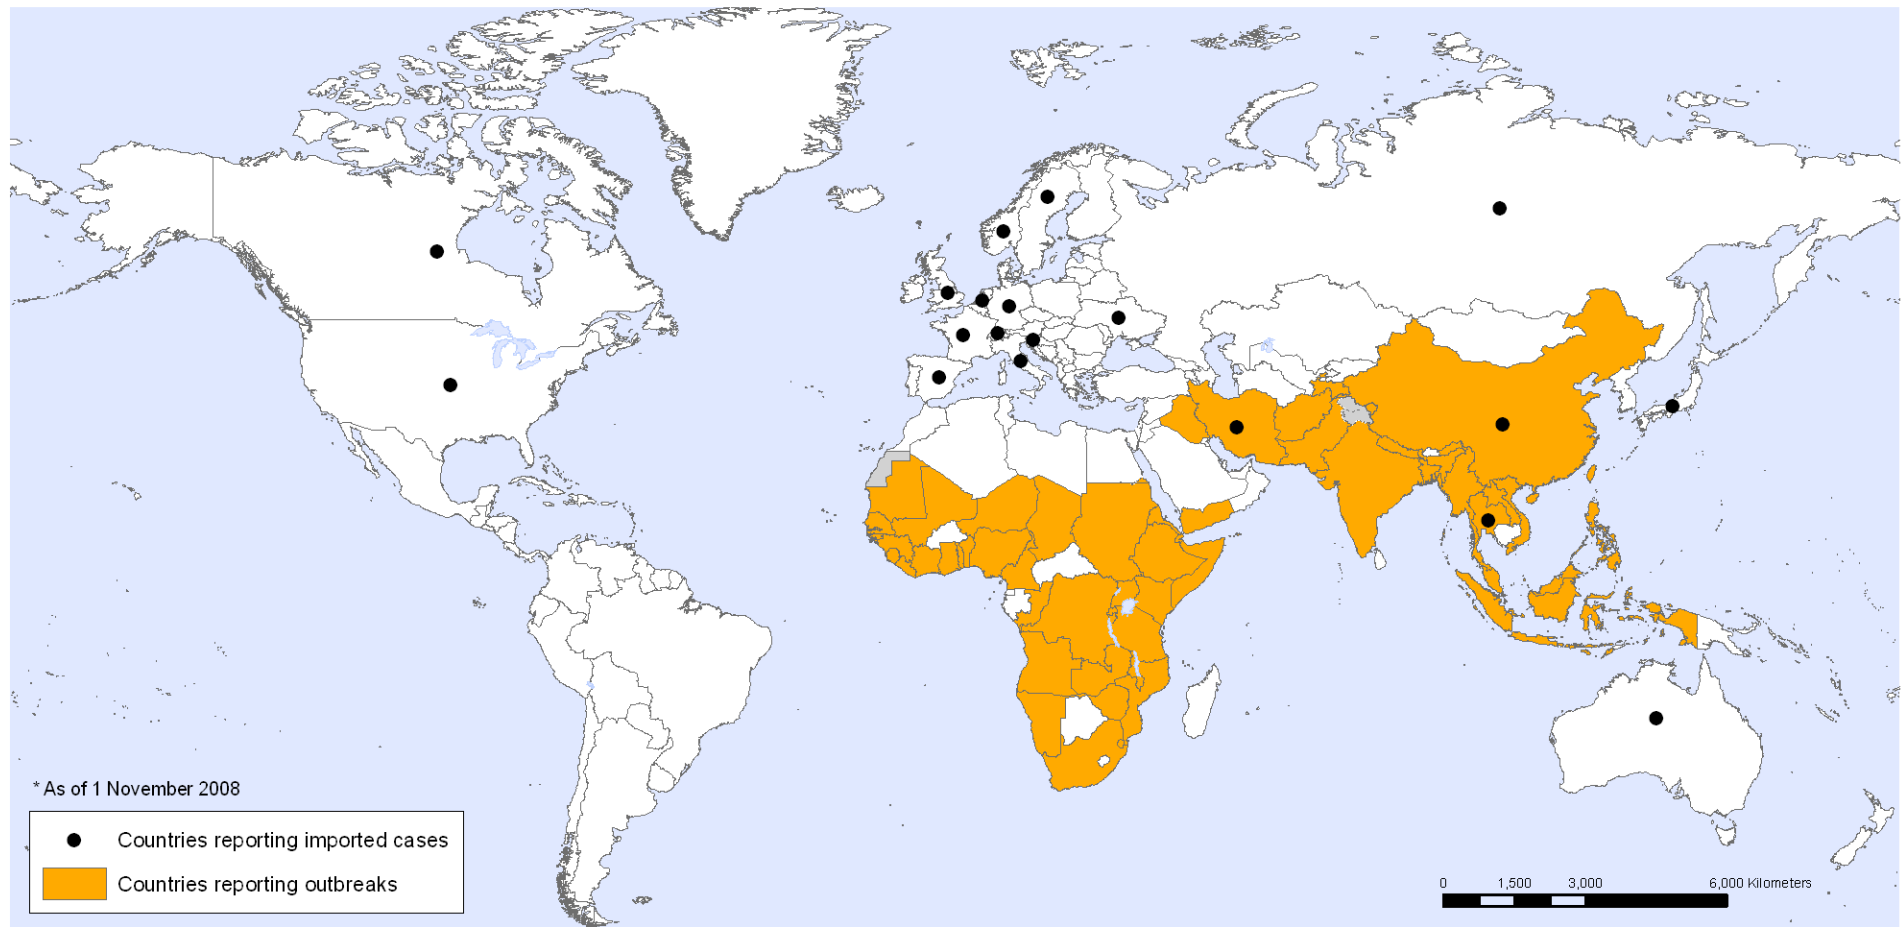 * As of 1 November 2008
Countries reporting imported cases
Countries reporting outbreaks
0 1,500 3,000 6,000 Kilometers